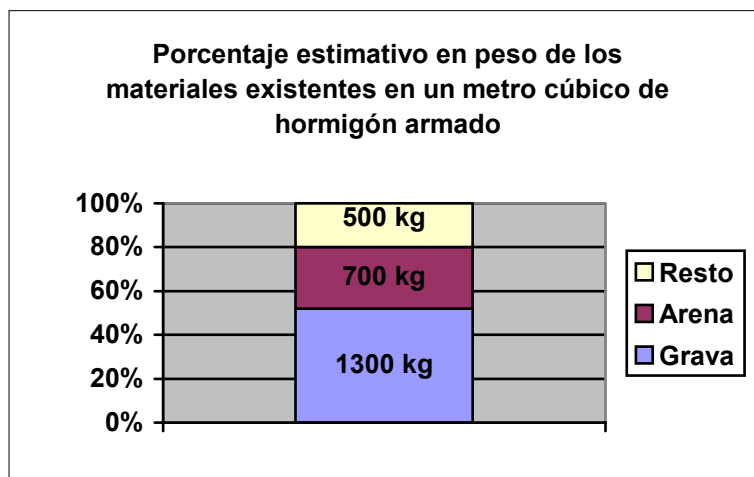 Porcentaje estimativo en peso de los
materiales existentes en un metro cúbico de
hormigón armado
100%
80%
60%
40%
20%
0%
500 kg
700 kg
1300 kg
Resto
Arena
Grava